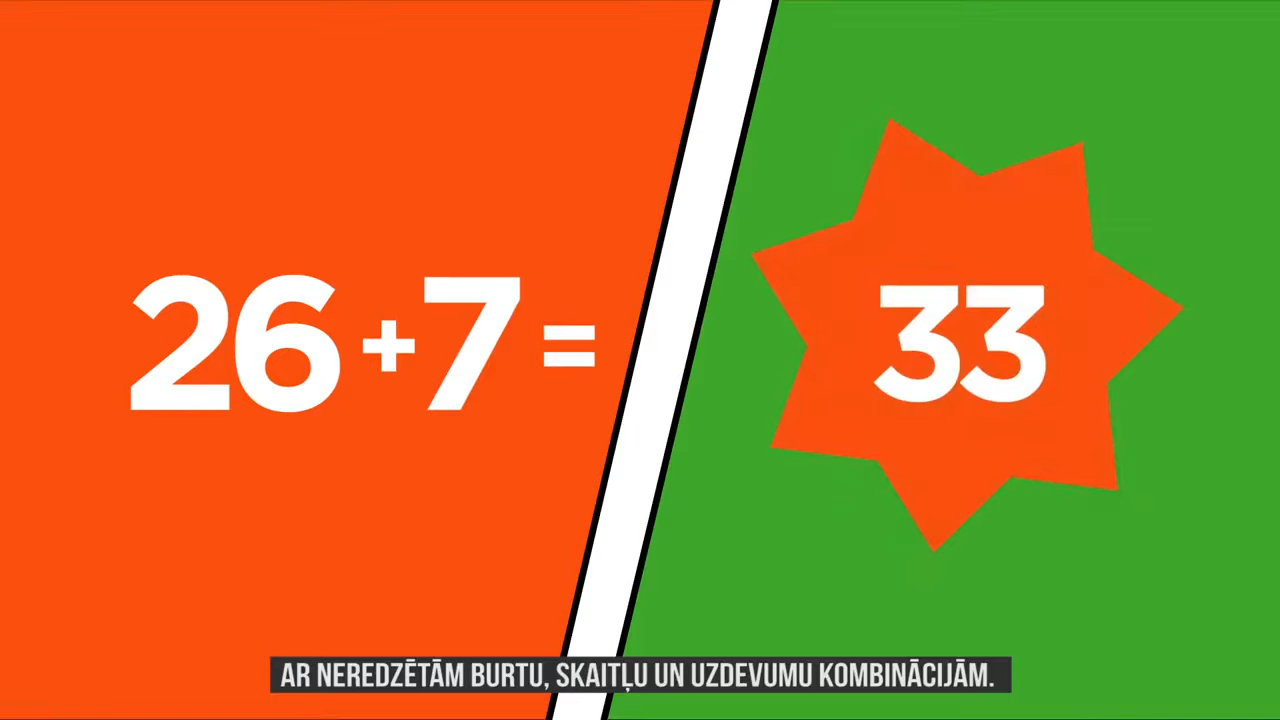 26+7=
33
AR NEREDZĒTĀM BURTU, SKAITĻU UN UZDEVUMU KOMBINĀCIJĀM.